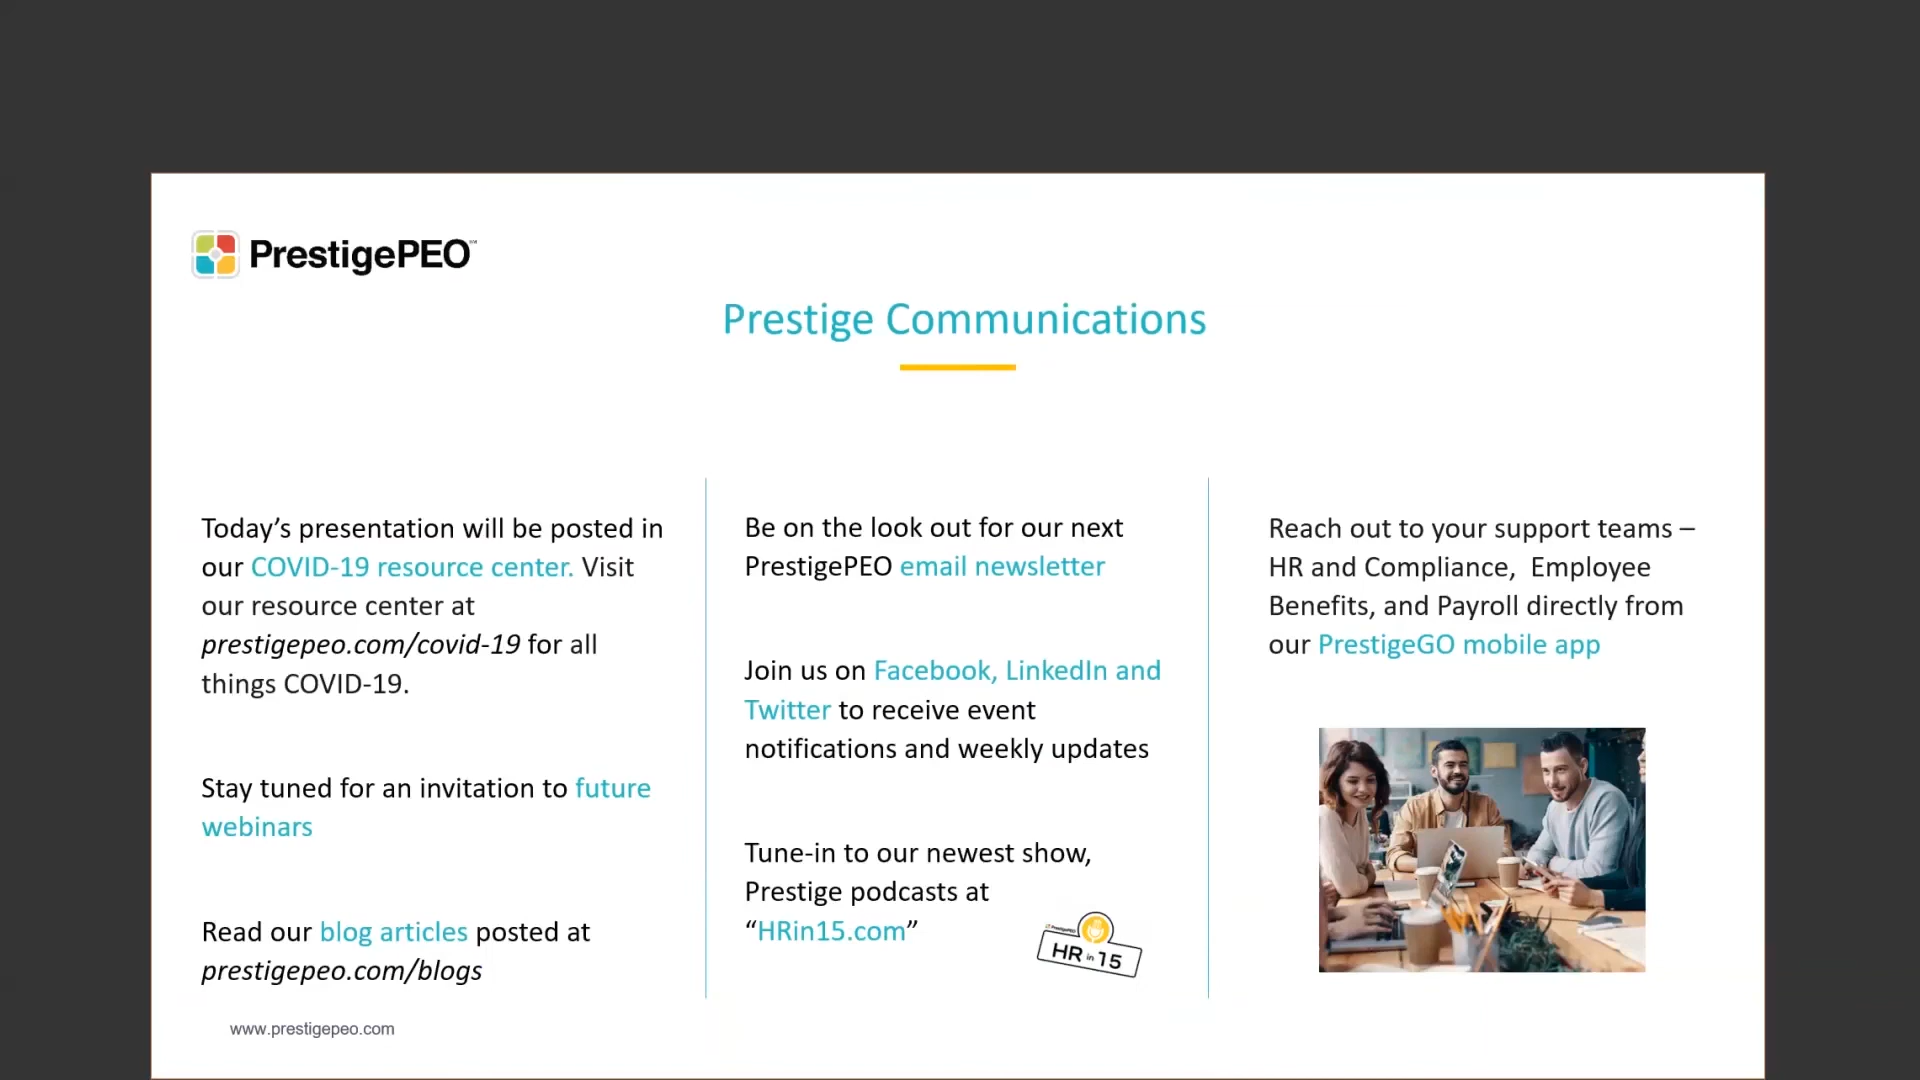 PrestigePEO
Prestige Communications
Today’s presentation will be posted in
our COVID-19 resource center. Visit
our resource center at
prestigepeo.com/covid-19 for all
things COVID-19.
Stay tuned for an invitation to future
webinars
Read our blog articles posted at
prestigepeo.com/blogs
Be on the look out for our next
PrestigePEO email newsletter
Join us on Facebook, LinkedIn and
Twitter to receive event
notifications and weekly updates
Tune-in to our newest show,
Prestige podcasts at
“HRin15.com”
PrestigePEO
HR in 15
Reach out to your support teams –
HR and Compliance,  Employee
Benefits, and Payroll directly from
our PrestigeGO mobile app
www.prestigepeo.com